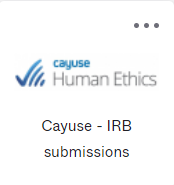 cayuse
Human Ethics
Cayuse - IRB
submissions